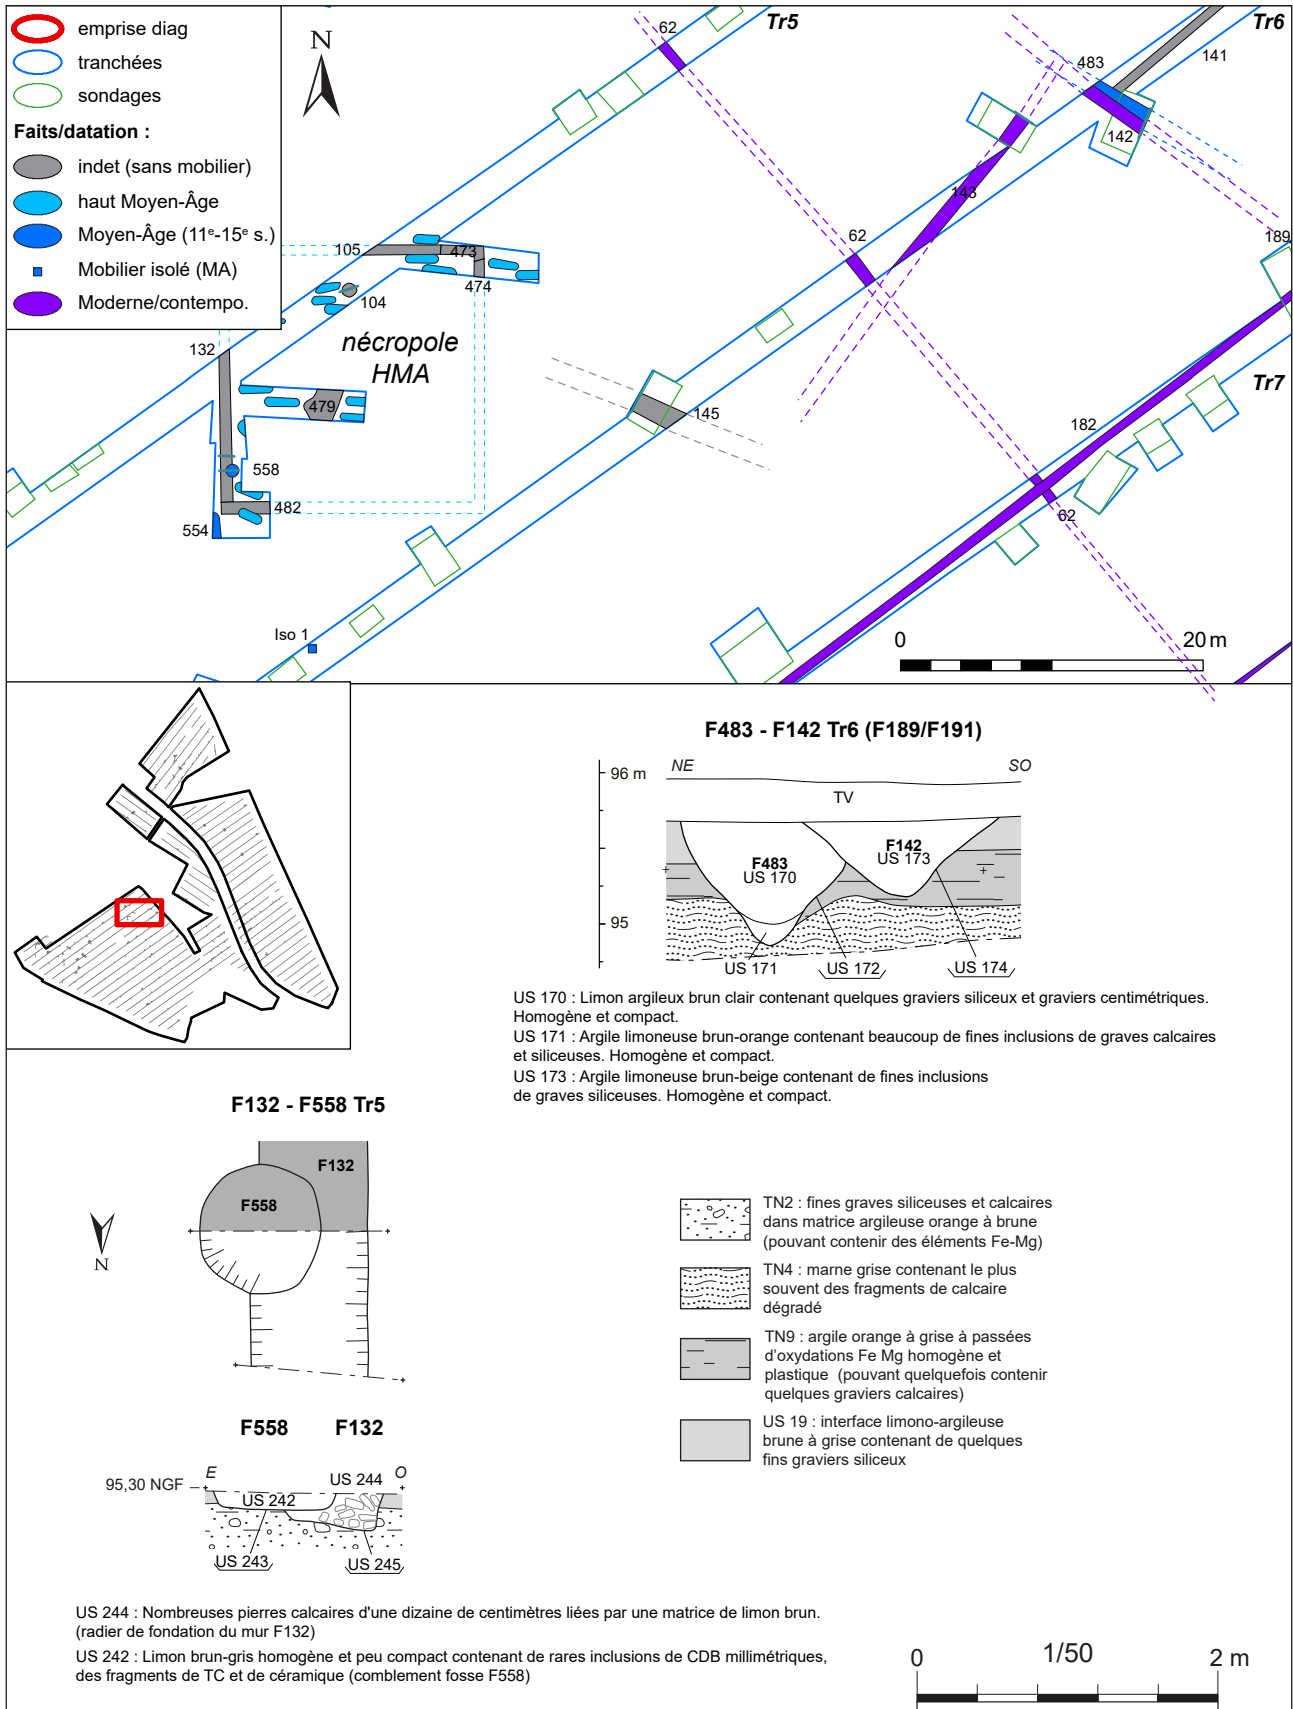 emprise diag
tranchées
sondages
Faits/datation :
indet (sans mobilier)
haut Moyen-Âge
Moyen-Âge (11e-15e s.)
Mobilier isolé (MA)
Moderne/contempo.
N
62
Tr5
Tr6
483
141
142
143
189
105
473
474
104
62
132
nécropole
HMA
479
145
Tr7
182
558
482
554
62
Iso 1
0
20 m
F483 - F142 Tr6 (F189/F191)
96 m
NE
SO
TV
F142
US 173
F483
US 170
95
US 171
US 172
US 174
US 170 : Limon argileux brun clair contenant quelques graviers siliceux et graviers centimétriques.
Homogène et compact.
US 171 : Argile limoneuse brun-orange contenant beaucoup de fines inclusions de graves calcaires
et siliceuses. Homogène et compact.
US 173 : Argile limoneuse brun-beige contenant de fines inclusions
de graves siliceuses. Homogène et compact.
F132 - F558 Tr5
F132
F558
N
TN2 : fines graves siliceuses et calcaires
dans matrice argileuse orange à brune
(pouvant contenir des éléments Fe-Mg)
TN4 : marne grise contenant le plus
souvent des fragments de calcaire
dégradé
TN9 : argile orange à grise à passées
d'oxydations Fe Mg homogène et
plastique (pouvant quelquefois contenir
quelques graviers calcaires)
US 19 : interface limono-argileuse
brune à grise contenant de quelques
fins graviers siliceux
F558
F132
E
O
95,30 NGF
US 244
US 242
US 243
US 245
US 244 : Nombreuses pierres calcaires d'une dizaine de centimètres liées par une matrice de limon brun.
(radier de fondation du mur F132)
US 242 : Limon brun-gris homogène et peu compact contenant de rares inclusions de CDB millimétriques,
des fragments de TC et de céramique (comblement fosse F558)
0
1/50
2 m